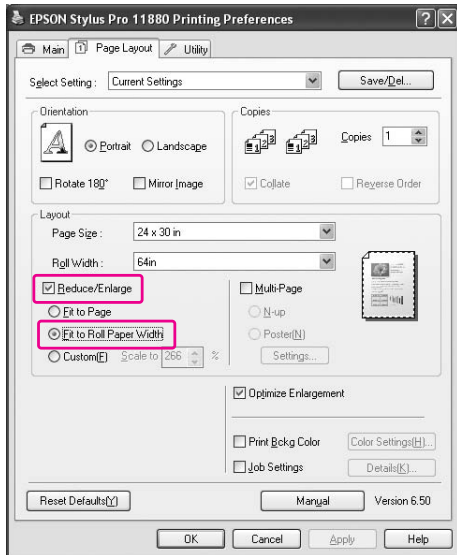 EPSON Stylus Pro 11880 Printing Preferences
Main Page Layout Utility
Select Setting : Current Settings Save/Del...
Orientation
A Portrait Landscape
Rotate 180° Mirror Image
Copies
Copies 1
Collate Reverse Order
Layout
Page Size : 24 x 30 in
Roll Width : 64in
Reduce/Enlarge
Fit to Page
Fit to Roll Paper Width
Custom(F) Scale to 266 %
Multi-Page
N-up
Poster(N)
Settings...
Optimize Enlargement
Print Bckg Color Color Settings(H)...
Job Settings Details(K)...
Reset Defaults(Y) Manual Version 6.50
OK Cancel Apply Help